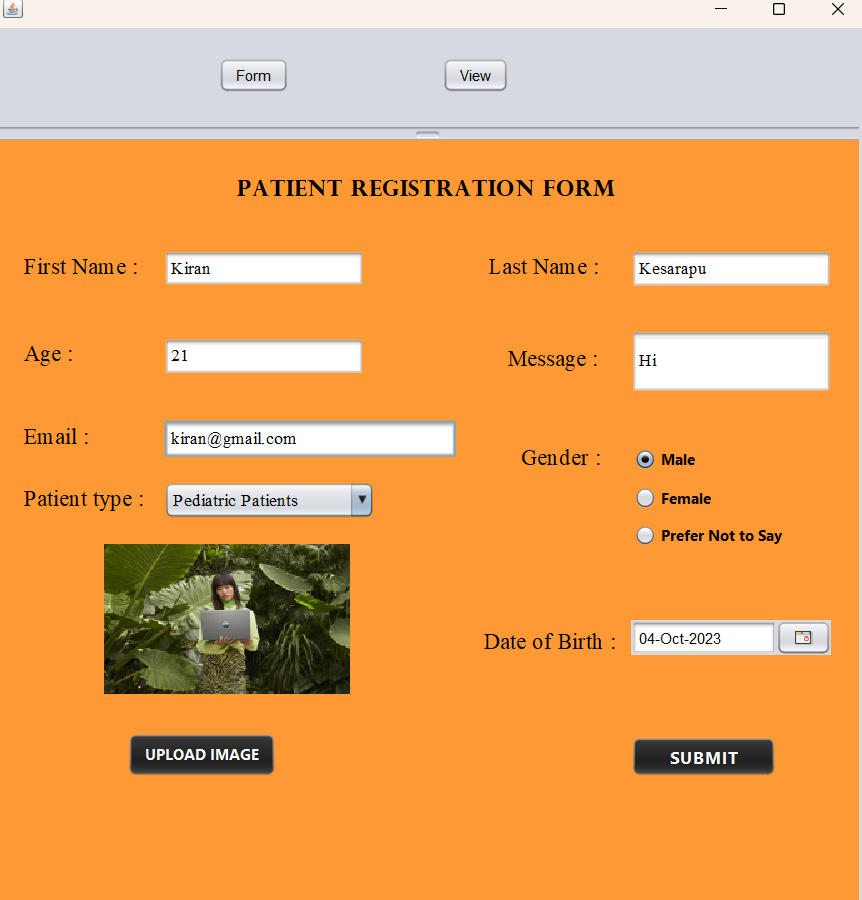 Form
View
PATIENT REGISTRATION FORM
First Name :
Kiran
Last Name :
Kesarapu
Age :
21
Message :
Hi
Email :
kiran@gmail.com
Gender :
Male
Female
Prefer Not to Say
Patient type :
Pediatric Patients
Date of Birth :
04-Oct-2023
UPLOAD IMAGE
SUBMIT